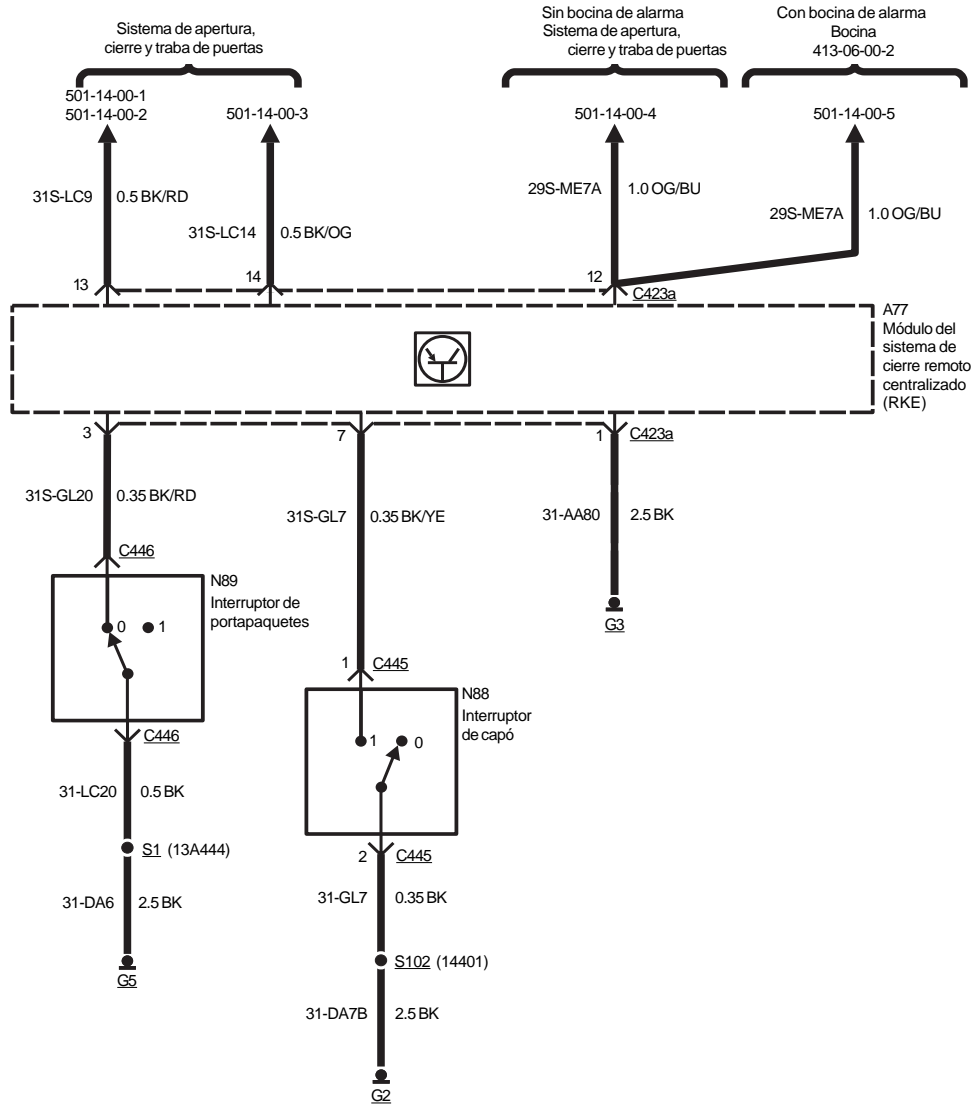 Sistema de apertura,
cierre y traba de puertas
Sin bocina de alarma
Sistema de apertura,
cierre y traba de puertas
Con bocina de alarma
Bocina
413-06-00-2
501-14-00-1
501-14-00-2
501-14-00-3
501-14-00-4
501-14-00-5
31S-LC9 0.5 BK/RD
31S-LC14 0.5 BK/OG
29S-ME7A 1.0 OG/BU
29S-ME7A 1.0 OG/BU
13
14
12
C423a
A77
Módulo del
sistema de
cierre remoto
centralizado
(RKE)
3
7
1
C423a
31S-GL20 0.35 BK/RD
31S-GL7 0.35 BK/YE
31-AA80 2.5 BK
C446
G3
N89
Interruptor de
portapaquetes
0 1
1 C445
N88
Interruptor
de capó
1 0
C446
31-LC20 0.5 BK
S1 (13A444)
2 C445
31-DA6 2.5 BK
31-GL7 0.35 BK
G5
S102 (14401)
31-DA7B 2.5 BK
G2